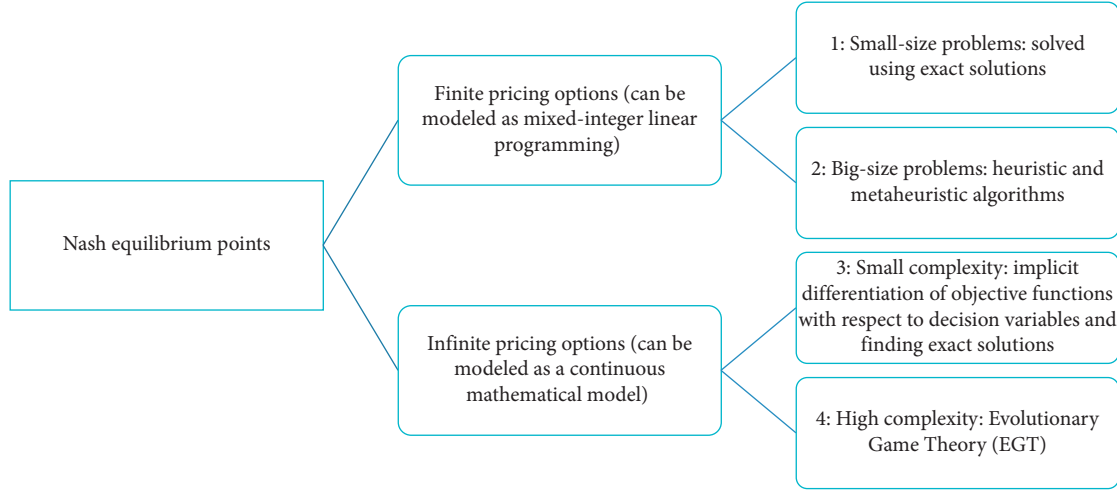 Nash equilibrium points
Finite pricing options (can be
modeled as mixed-integer linear
programming)
1: Small-size problems: solved
using exact solutions
2: Big-size problems: heuristic and
metaheuristic algorithms
Infinite pricing options (can be
modeled as a continuous
mathematical model)
3: Small complexity: implicit
differentiation of objective functions
with respect to decision variables and
finding exact solutions
4: High complexity: Evolutionary
Game Theory (EGT)